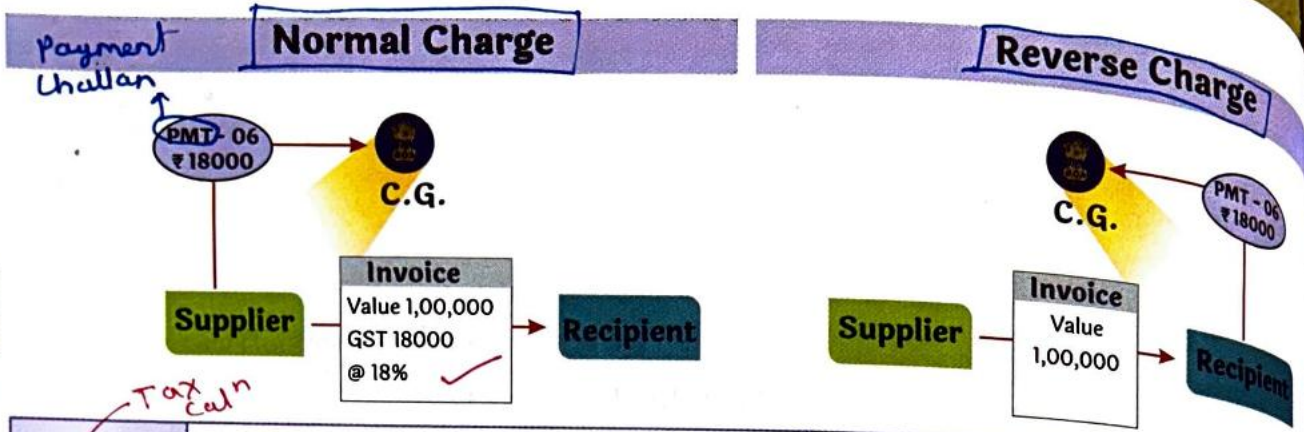 Payment
Challan
Normal Charge
PMT - 06
₹ 18000
C.G.
Supplier
Invoice
Value 1,00,000
GST 18000
@ 18%
Recipient
Tax
calⁿ
Reverse Charge
C.G.
PMT - 06
₹ 18000
Supplier
Invoice
Value
1,00,000
Recipient